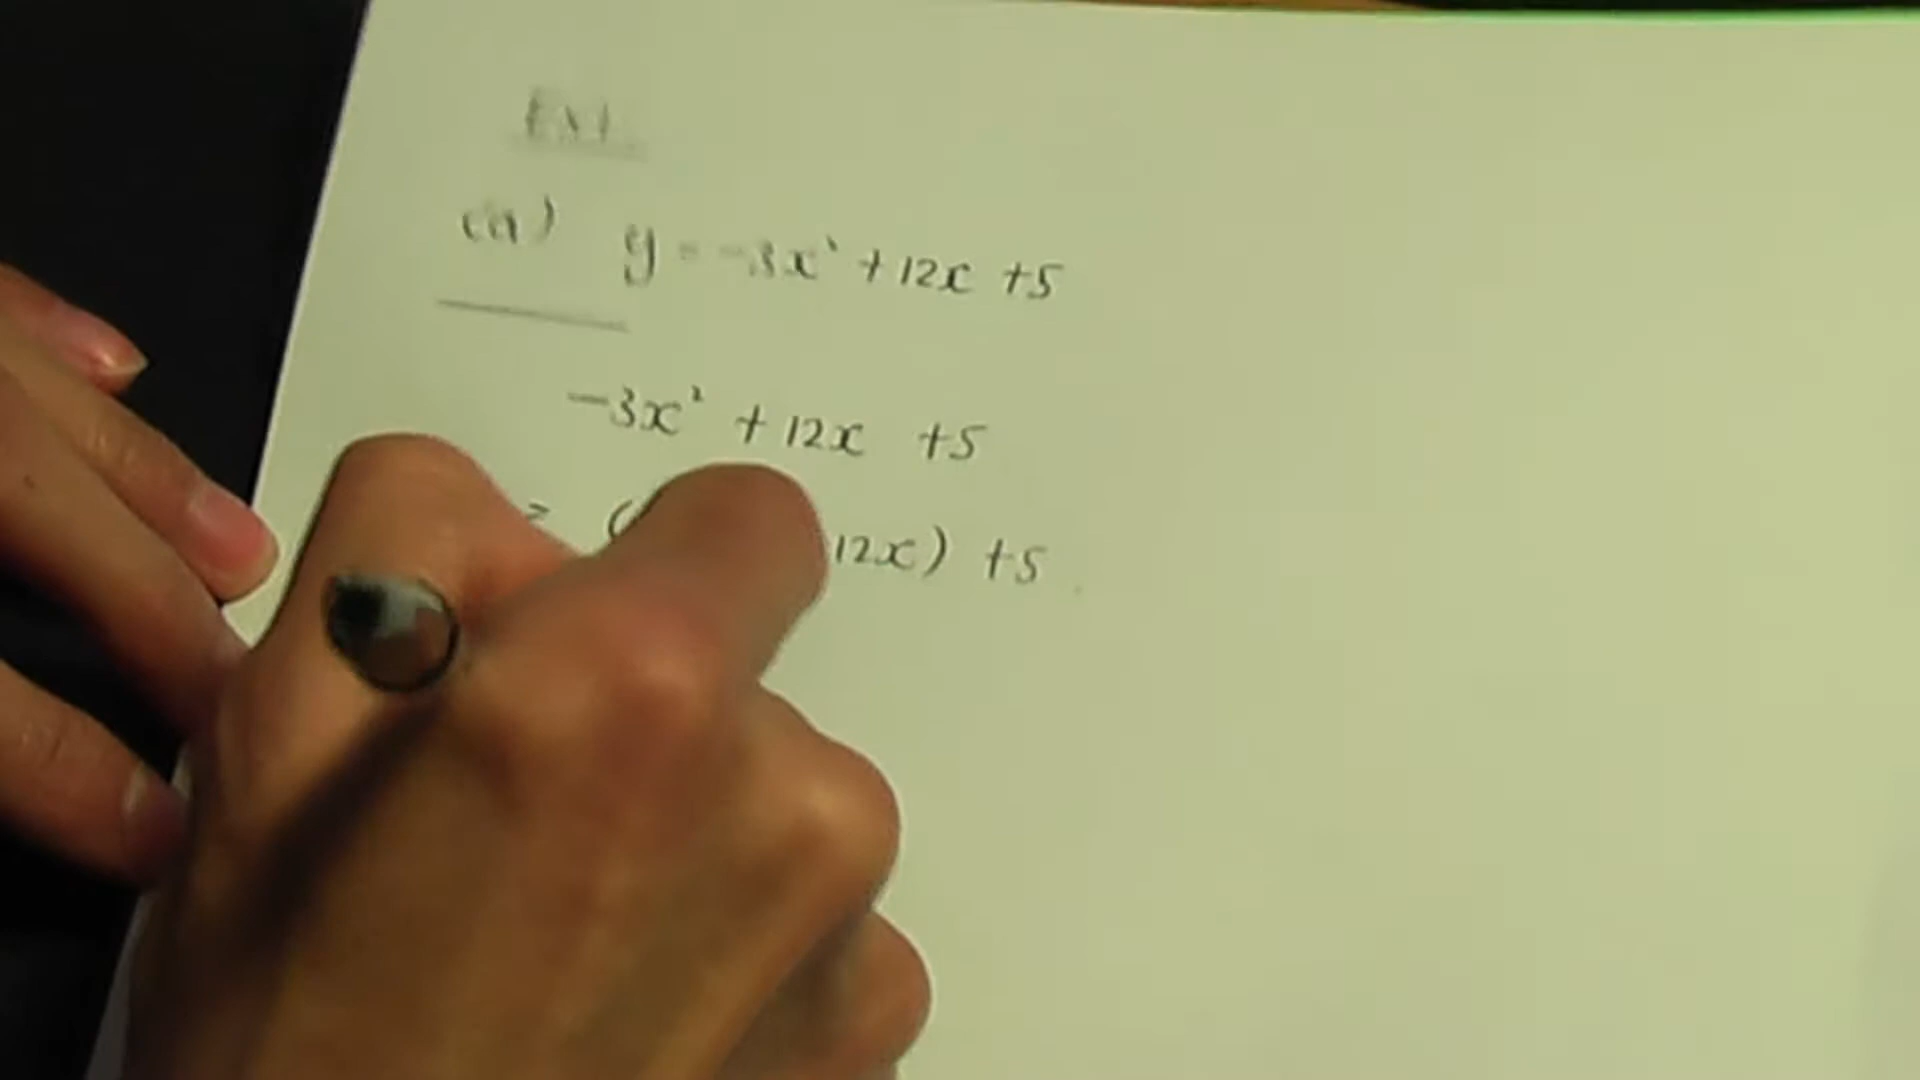 Ex1.
(a) y = -3x² + 12x +5
-3x² + 12x +5
= ( 12x) +5